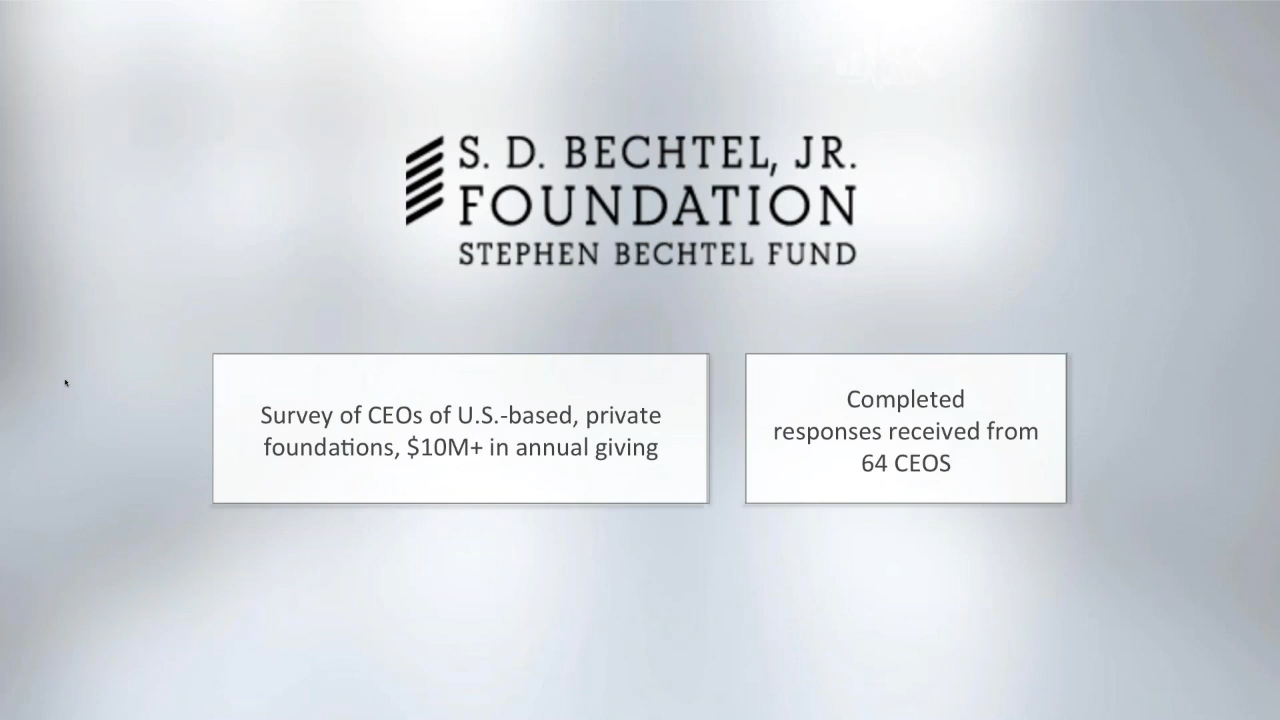 S. D. BECHTEL, JR.
FOUNDATION
STEPHEN BECHTEL FUND
Survey of CEOs of U.S.-based, private
foundations, $10M+ in annual giving
Completed
responses received from
64 CEOS